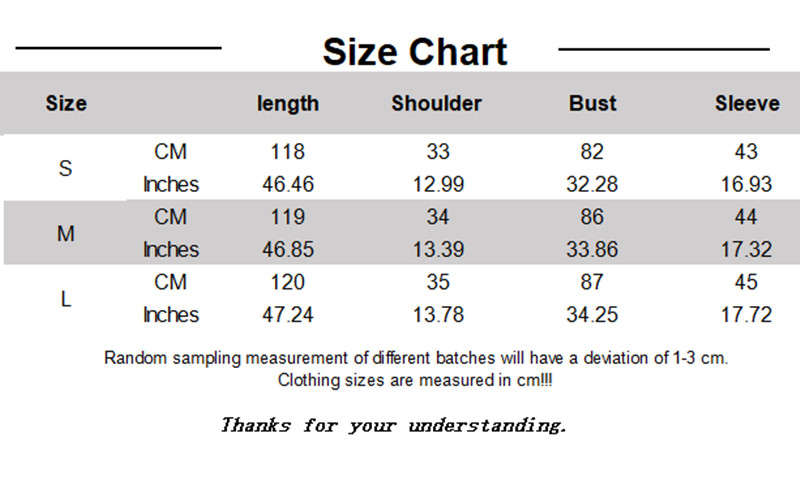 Size Chart
Size length Shoulder Bust Sleeve
S CM 118 33 82 43
Inches 46.46 12.99 32.28 16.93
M CM 119 34 86 44
Inches 46.85 13.39 33.86 17.32
L CM 120 35 87 45
Inches 47.24 13.78 34.25 17.72
Random sampling measurement of different batches will have a deviation of 1-3 cm.
Clothing sizes are measured in cm!!!
Thanks for your understanding.